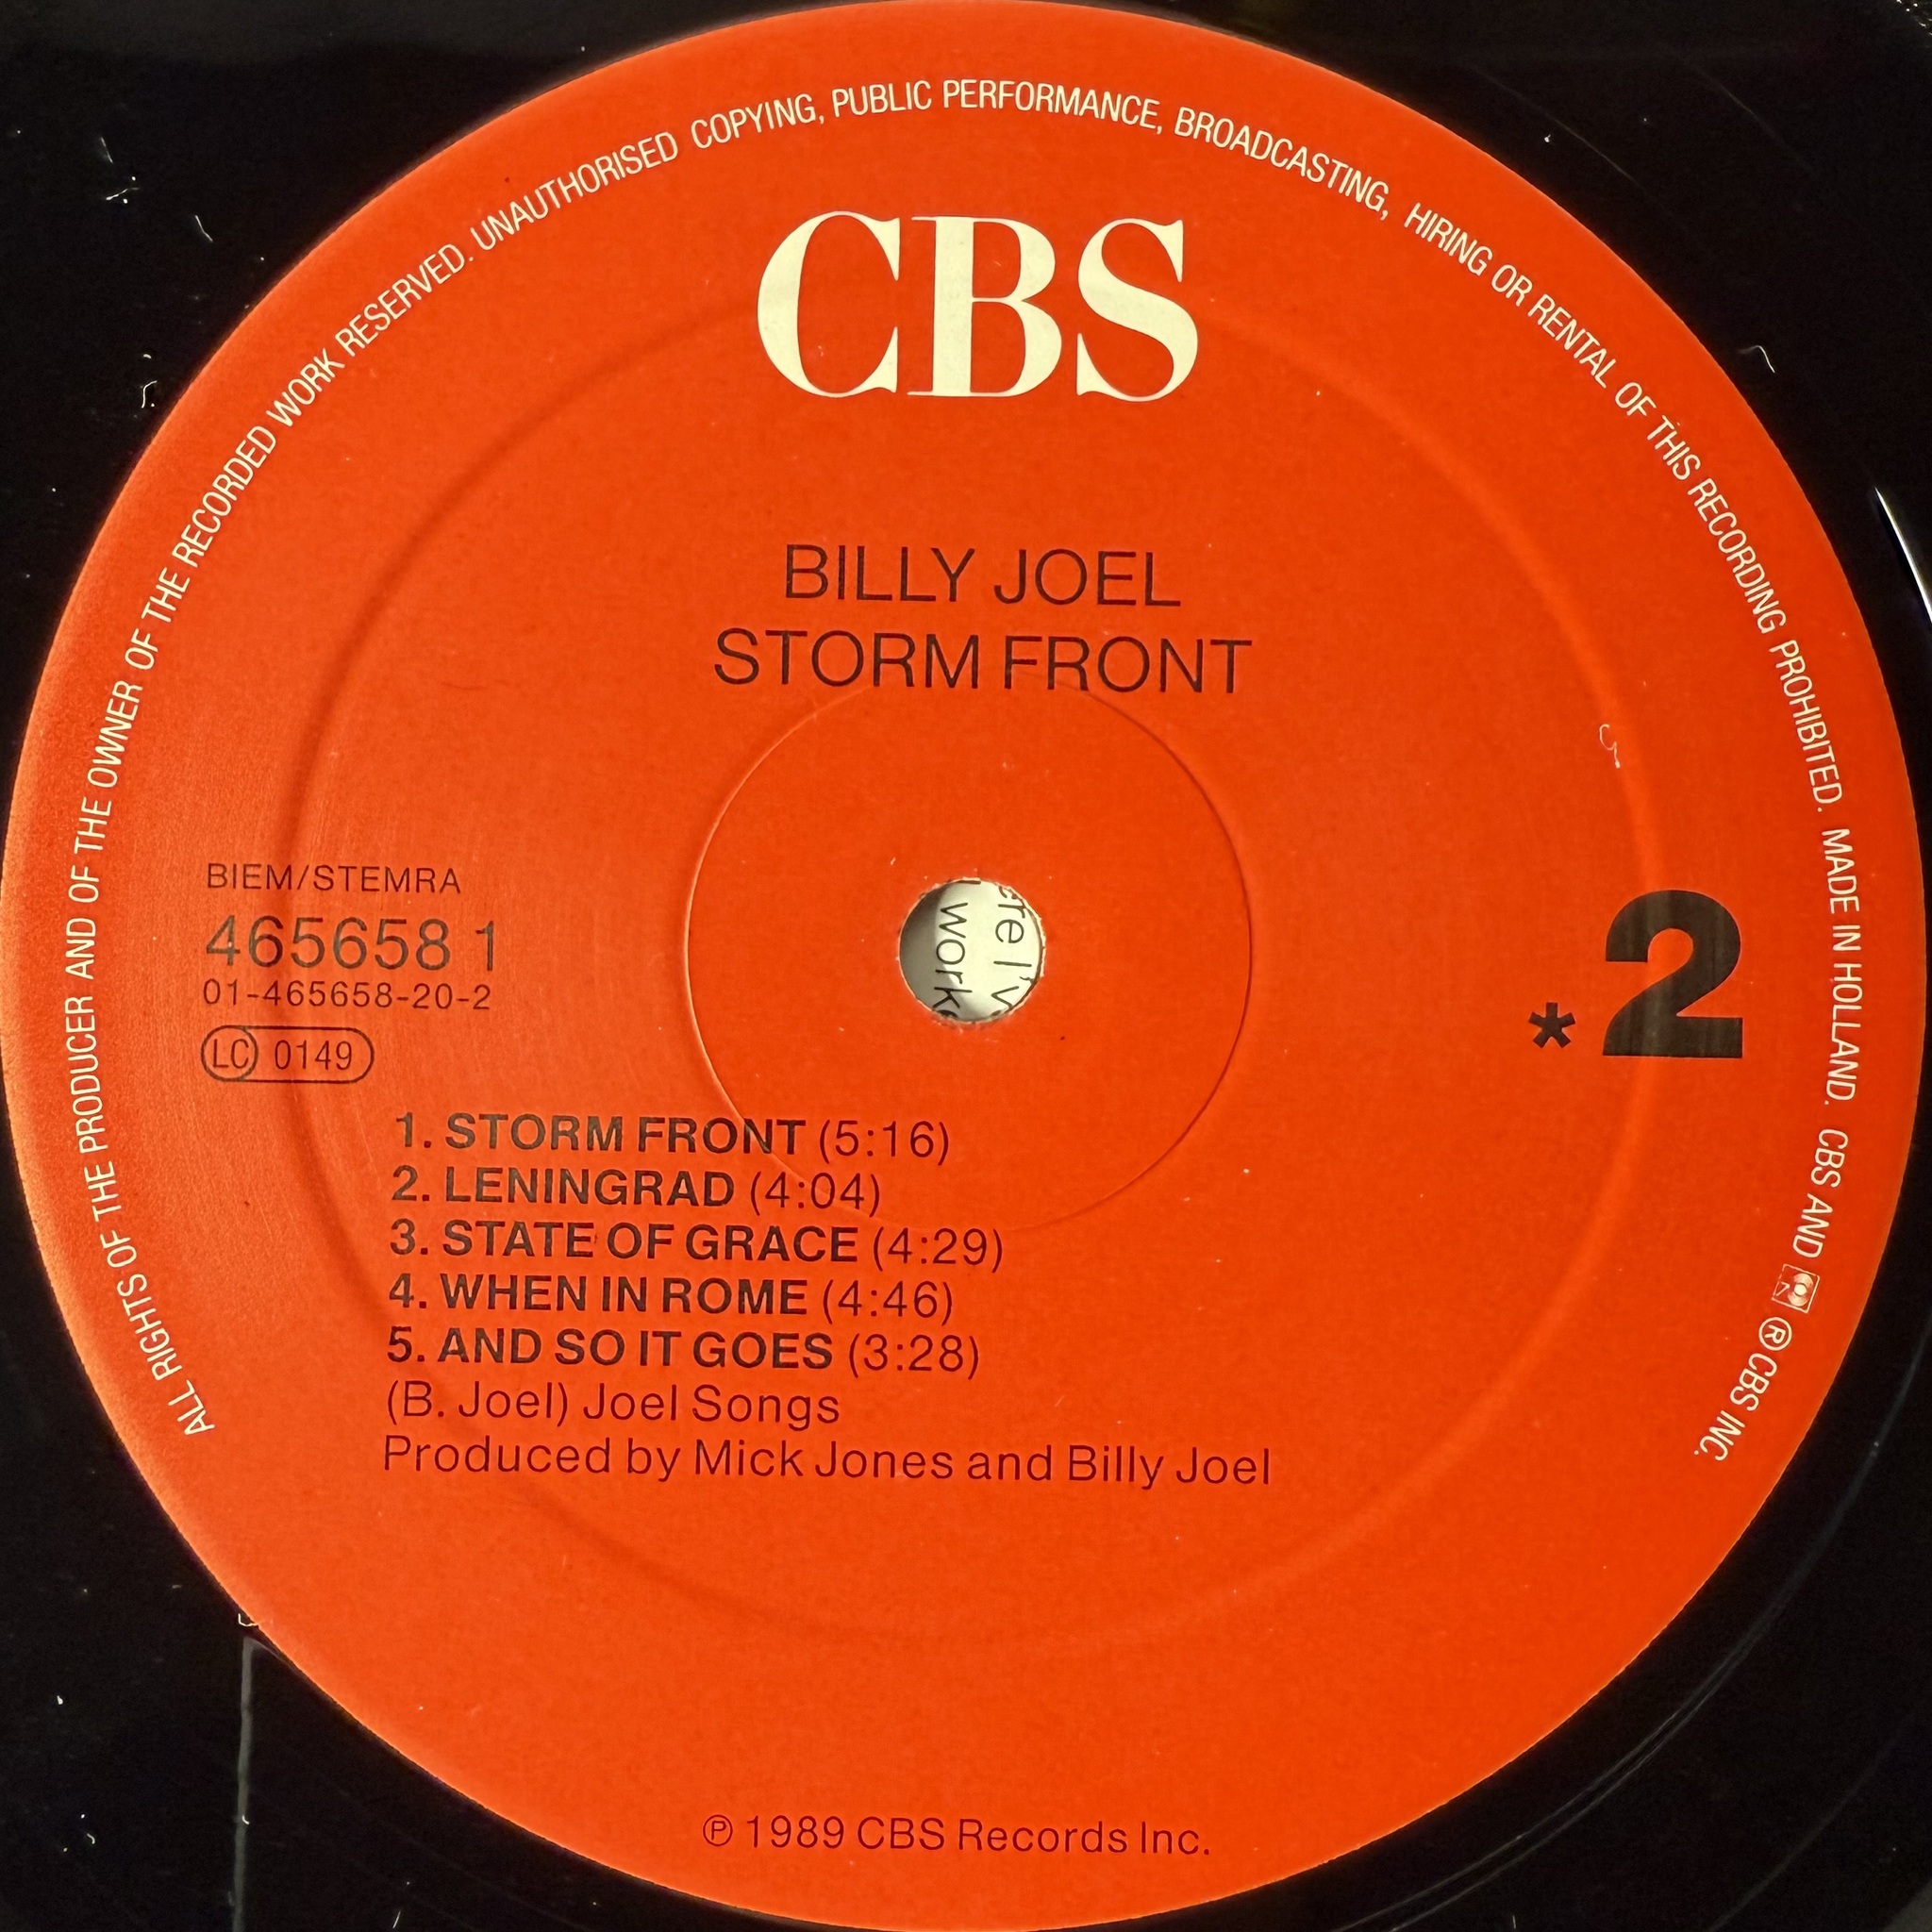 ALL RIGHTS OF THE PRODUCER AND OF THE OWNER OF THE RECORDED WORK RESERVED. UNAUTHORISED COPYING, PUBLIC PERFORMANCE, BROADCASTING, HIRING OR RENTAL OF THIS RECORDING PROHIBITED. MADE IN HOLLAND. CBS AND ® CBS INC.
CBS
BILLY JOEL
STORM FRONT
BIEM/STEMRA
465658 1
01-465658-20-2
LC 0149
* 2
work
1. STORM FRONT (5:16)
2. LENINGRAD (4:04)
3. STATE OF GRACE (4:29)
4. WHEN IN ROME (4:46)
5. AND SO IT GOES (3:28)
(B. Joel) Joel Songs
Produced by Mick Jones and Billy Joel
℗ 1989 CBS Records Inc.